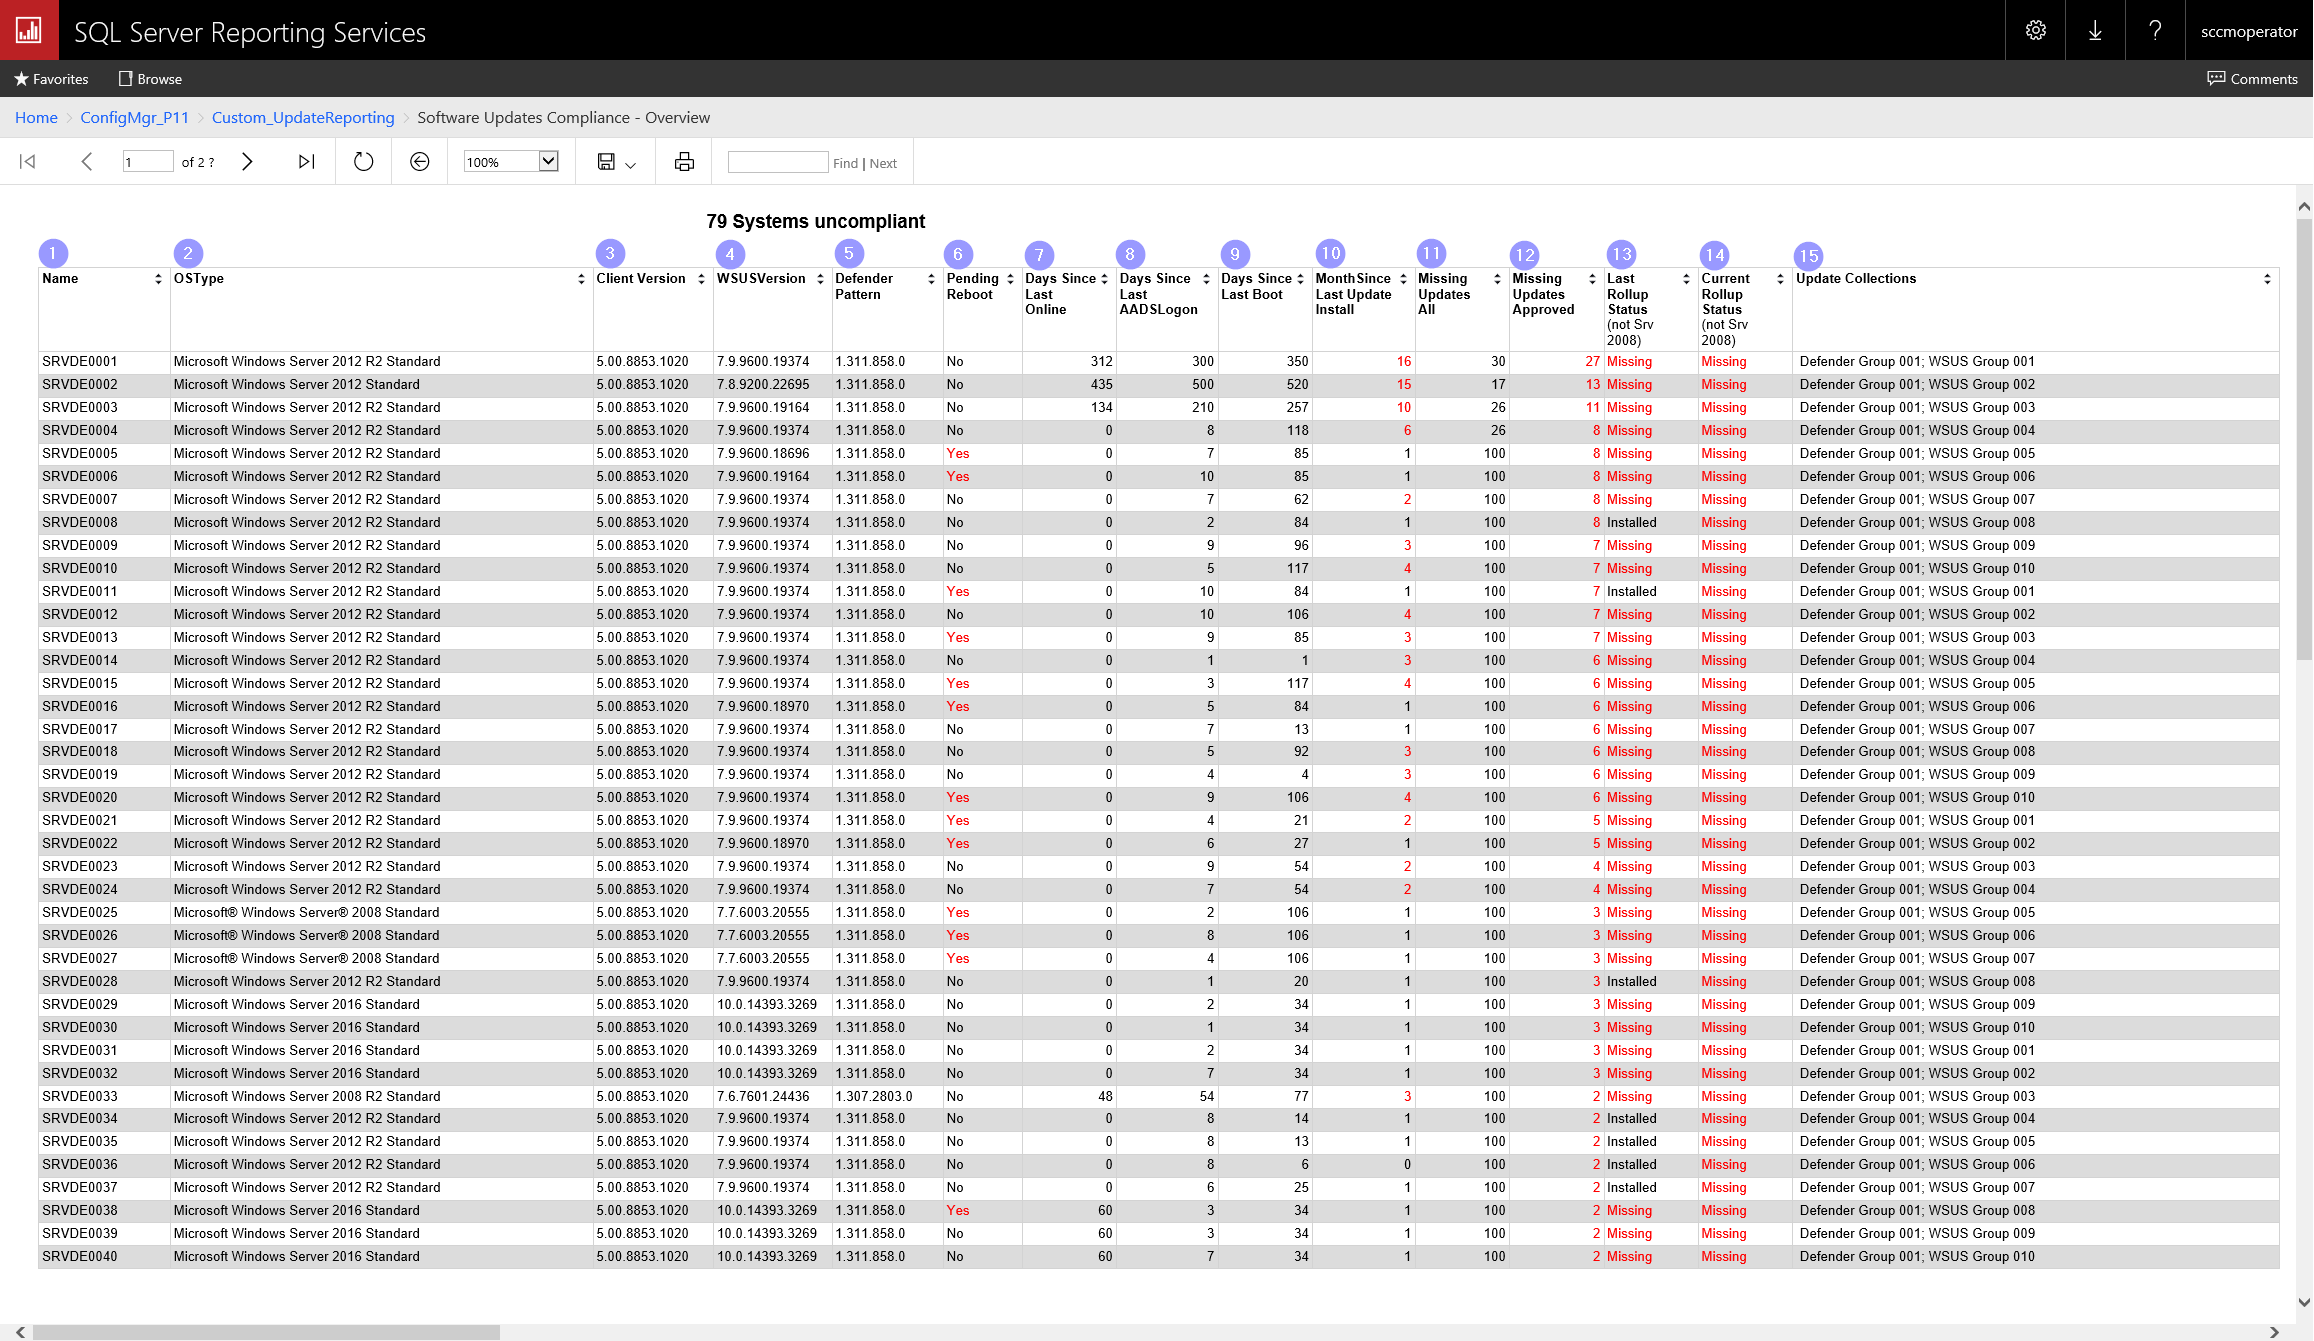 SQL Server Reporting Services
sccmoperator
Favorites Browse Comments
Home > ConfigMgr_P11 > Custom_UpdateReporting > Software Updates Compliance - Overview
1 of 2 ? 100% Find | Next
79 Systems uncompliant
1 2 3 4 5 6 7 8 9 10 11 12 13 14 15
Name OSType Client Version WSUSVersion Defender Pattern Pending Reboot Days Since Last Online Days Since Last AADSLogon Days Since Last Boot MonthSince Last Update Install Missing Updates All Missing Updates Approved Last Rollup Status (not Srv 2008) Current Rollup Status (not Srv 2008) Update Collections
SRVDE0001 Microsoft Windows Server 2012 R2 Standard 5.00.8853.1020 7.9.9600.19374 1.311.858.0 No 312 300 350 16 30 27 Missing Missing Defender Group 001; WSUS Group 001
SRVDE0002 Microsoft Windows Server 2012 Standard 5.00.8853.1020 7.8.9200.22695 1.311.858.0 No 435 500 520 15 17 13 Missing Missing Defender Group 001; WSUS Group 002
SRVDE0003 Microsoft Windows Server 2012 R2 Standard 5.00.8853.1020 7.9.9600.19164 1.311.858.0 No 134 210 257 10 26 11 Missing Missing Defender Group 001; WSUS Group 003
SRVDE0004 Microsoft Windows Server 2012 R2 Standard 5.00.8853.1020 7.9.9600.19374 1.311.858.0 No 0 8 118 6 26 8 Missing Missing Defender Group 001; WSUS Group 004
SRVDE0005 Microsoft Windows Server 2012 R2 Standard 5.00.8853.1020 7.9.9600.18696 1.311.858.0 Yes 0 7 85 1 100 8 Missing Missing Defender Group 001; WSUS Group 005
SRVDE0006 Microsoft Windows Server 2012 R2 Standard 5.00.8853.1020 7.9.9600.19164 1.311.858.0 Yes 0 10 85 1 100 8 Missing Missing Defender Group 001; WSUS Group 006
SRVDE0007 Microsoft Windows Server 2012 R2 Standard 5.00.8853.1020 7.9.9600.19374 1.311.858.0 No 0 7 62 2 100 8 Missing Missing Defender Group 001; WSUS Group 007
SRVDE0008 Microsoft Windows Server 2012 R2 Standard 5.00.8853.1020 7.9.9600.19374 1.311.858.0 No 0 2 84 1 100 8 Installed Missing Defender Group 001; WSUS Group 008
SRVDE0009 Microsoft Windows Server 2012 R2 Standard 5.00.8853.1020 7.9.9600.19374 1.311.858.0 No 0 9 96 3 100 7 Missing Missing Defender Group 001; WSUS Group 009
SRVDE0010 Microsoft Windows Server 2012 R2 Standard 5.00.8853.1020 7.9.9600.19374 1.311.858.0 No 0 5 117 4 100 7 Missing Missing Defender Group 001; WSUS Group 010
SRVDE0011 Microsoft Windows Server 2012 R2 Standard 5.00.8853.1020 7.9.9600.19374 1.311.858.0 Yes 0 10 84 1 100 7 Installed Missing Defender Group 001; WSUS Group 001
SRVDE0012 Microsoft Windows Server 2012 R2 Standard 5.00.8853.1020 7.9.9600.19374 1.311.858.0 No 0 10 106 4 100 7 Missing Missing Defender Group 001; WSUS Group 002
SRVDE0013 Microsoft Windows Server 2012 R2 Standard 5.00.8853.1020 7.9.9600.19374 1.311.858.0 Yes 0 9 85 3 100 7 Missing Missing Defender Group 001; WSUS Group 003
SRVDE0014 Microsoft Windows Server 2012 R2 Standard 5.00.8853.1020 7.9.9600.19374 1.311.858.0 No 0 1 1 3 100 6 Missing Missing Defender Group 001; WSUS Group 004
SRVDE0015 Microsoft Windows Server 2012 R2 Standard 5.00.8853.1020 7.9.9600.19374 1.311.858.0 Yes 0 3 117 4 100 6 Missing Missing Defender Group 001; WSUS Group 005
SRVDE0016 Microsoft Windows Server 2012 R2 Standard 5.00.8853.1020 7.9.9600.18970 1.311.858.0 Yes 0 5 84 1 100 6 Missing Missing Defender Group 001; WSUS Group 006
SRVDE0017 Microsoft Windows Server 2012 R2 Standard 5.00.8853.1020 7.9.9600.19374 1.311.858.0 No 0 7 13 1 100 6 Missing Missing Defender Group 001; WSUS Group 007
SRVDE0018 Microsoft Windows Server 2012 R2 Standard 5.00.8853.1020 7.9.9600.19374 1.311.858.0 No 0 5 92 3 100 6 Missing Missing Defender Group 001; WSUS Group 008
SRVDE0019 Microsoft Windows Server 2012 R2 Standard 5.00.8853.1020 7.9.9600.19374 1.311.858.0 No 0 4 4 3 100 6 Missing Missing Defender Group 001; WSUS Group 009
SRVDE0020 Microsoft Windows Server 2012 R2 Standard 5.00.8853.1020 7.9.9600.19374 1.311.858.0 Yes 0 9 106 4 100 6 Missing Missing Defender Group 001; WSUS Group 010
SRVDE0021 Microsoft Windows Server 2012 R2 Standard 5.00.8853.1020 7.9.9600.19374 1.311.858.0 Yes 0 4 21 2 100 5 Missing Missing Defender Group 001; WSUS Group 001
SRVDE0022 Microsoft Windows Server 2012 R2 Standard 5.00.8853.1020 7.9.9600.18970 1.311.858.0 Yes 0 6 27 1 100 5 Missing Missing Defender Group 001; WSUS Group 002
SRVDE0023 Microsoft Windows Server 2012 R2 Standard 5.00.8853.1020 7.9.9600.19374 1.311.858.0 No 0 9 54 2 100 4 Missing Missing Defender Group 001; WSUS Group 003
SRVDE0024 Microsoft Windows Server 2012 R2 Standard 5.00.8853.1020 7.9.9600.19374 1.311.858.0 No 0 7 54 2 100 4 Missing Missing Defender Group 001; WSUS Group 004
SRVDE0025 Microsoft® Windows Server® 2008 Standard 5.00.8853.1020 7.7.6003.20555 1.311.858.0 Yes 0 2 106 1 100 3 Missing Missing Defender Group 001; WSUS Group 005
SRVDE0026 Microsoft® Windows Server® 2008 Standard 5.00.8853.1020 7.7.6003.20555 1.311.858.0 Yes 0 8 106 1 100 3 Missing Missing Defender Group 001; WSUS Group 006
SRVDE0027 Microsoft® Windows Server® 2008 Standard 5.00.8853.1020 7.7.6003.20555 1.311.858.0 Yes 0 4 106 1 100 3 Missing Missing Defender Group 001; WSUS Group 007
SRVDE0028 Microsoft Windows Server 2012 R2 Standard 5.00.8853.1020 7.9.9600.19374 1.311.858.0 No 0 1 20 1 100 3 Installed Missing Defender Group 001; WSUS Group 008
SRVDE0029 Microsoft Windows Server 2016 Standard 5.00.8853.1020 10.0.14393.3269 1.311.858.0 No 0 2 34 1 100 3 Missing Missing Defender Group 001; WSUS Group 009
SRVDE0030 Microsoft Windows Server 2016 Standard 5.00.8853.1020 10.0.14393.3269 1.311.858.0 No 0 1 34 1 100 3 Missing Missing Defender Group 001; WSUS Group 010
SRVDE0031 Microsoft Windows Server 2016 Standard 5.00.8853.1020 10.0.14393.3269 1.311.858.0 No 0 2 34 1 100 3 Missing Missing Defender Group 001; WSUS Group 001
SRVDE0032 Microsoft Windows Server 2016 Standard 5.00.8853.1020 10.0.14393.3269 1.311.858.0 No 0 7 34 1 100 3 Missing Missing Defender Group 001; WSUS Group 002
SRVDE0033 Microsoft Windows Server 2008 R2 Standard 5.00.8853.1020 7.6.7601.24436 1.307.2803.0 No 48 54 77 3 100 2 Missing Missing Defender Group 001; WSUS Group 003
SRVDE0034 Microsoft Windows Server 2012 R2 Standard 5.00.8853.1020 7.9.9600.19374 1.311.858.0 No 0 8 14 1 100 2 Installed Missing Defender Group 001; WSUS Group 004
SRVDE0035 Microsoft Windows Server 2012 R2 Standard 5.00.8853.1020 7.9.9600.19374 1.311.858.0 No 0 8 13 1 100 2 Installed Missing Defender Group 001; WSUS Group 005
SRVDE0036 Microsoft Windows Server 2012 R2 Standard 5.00.8853.1020 7.9.9600.19374 1.311.858.0 No 0 8 6 0 100 2 Installed Missing Defender Group 001; WSUS Group 006
SRVDE0037 Microsoft Windows Server 2012 R2 Standard 5.00.8853.1020 7.9.9600.19374 1.311.858.0 No 0 6 25 1 100 2 Installed Missing Defender Group 001; WSUS Group 007
SRVDE0038 Microsoft Windows Server 2016 Standard 5.00.8853.1020 10.0.14393.3269 1.311.858.0 Yes 60 3 34 1 100 2 Missing Missing Defender Group 001; WSUS Group 008
SRVDE0039 Microsoft Windows Server 2016 Standard 5.00.8853.1020 10.0.14393.3269 1.311.858.0 No 60 3 34 1 100 2 Missing Missing Defender Group 001; WSUS Group 009
SRVDE0040 Microsoft Windows Server 2016 Standard 5.00.8853.1020 10.0.14393.3269 1.311.858.0 No 60 7 34 1 100 2 Missing Missing Defender Group 001; WSUS Group 010